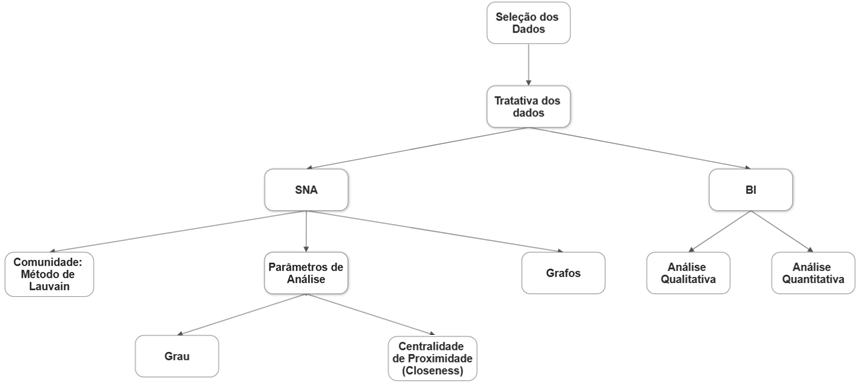 Seleção dos
Dados
Tratativa dos
dados
SNA
BI
Comunidade:
Método de
Lauvain
Parâmetros de
Análise
Grafos
Análise
Qualitativa
Análise
Quantitativa
Grau
Centralidade
de Proximidade
(Closeness)